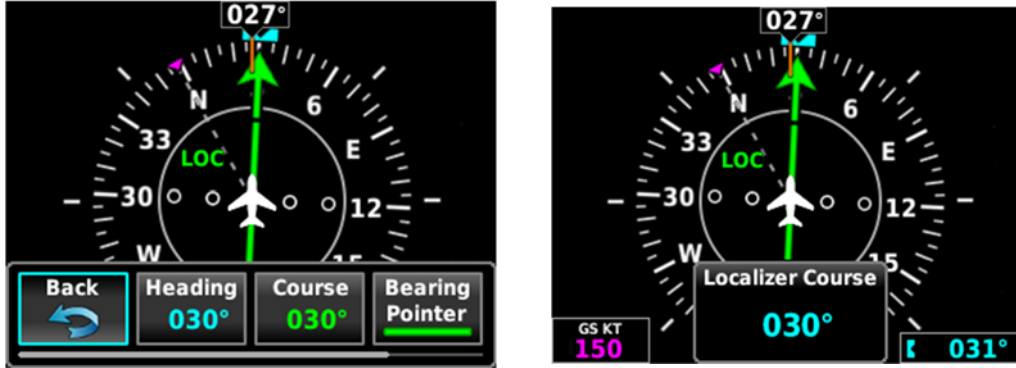 027°
N
6
33
E
LOC
30
12
W
15
Back
Heading
030°
Course
030°
Bearing
Pointer
027°
N
6
33
E
LOC
30
12
W
15
Localizer Course
030°
GS KT
150
031°